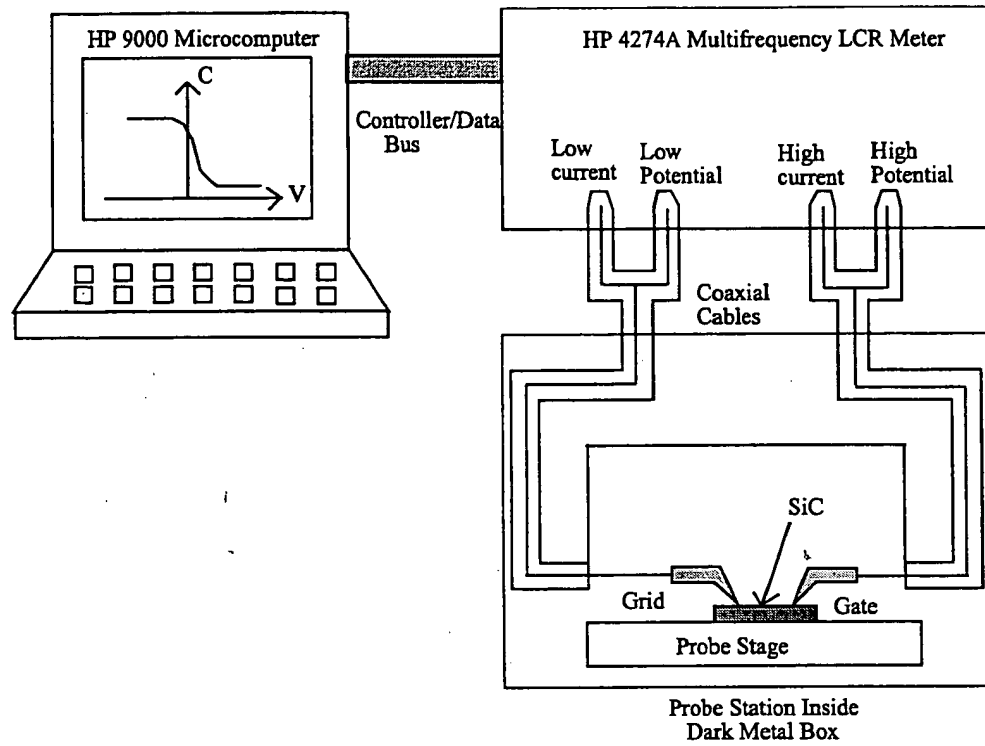 HP 9000 Microcomputer
C
V
Controller/Data
Bus
HP 4274A Multifrequency LCR Meter
Low
current
Low
Potential
High
current
High
Potential
Coaxial
Cables
SiC
Grid
Gate
Probe Stage
Probe Station Inside
Dark Metal Box